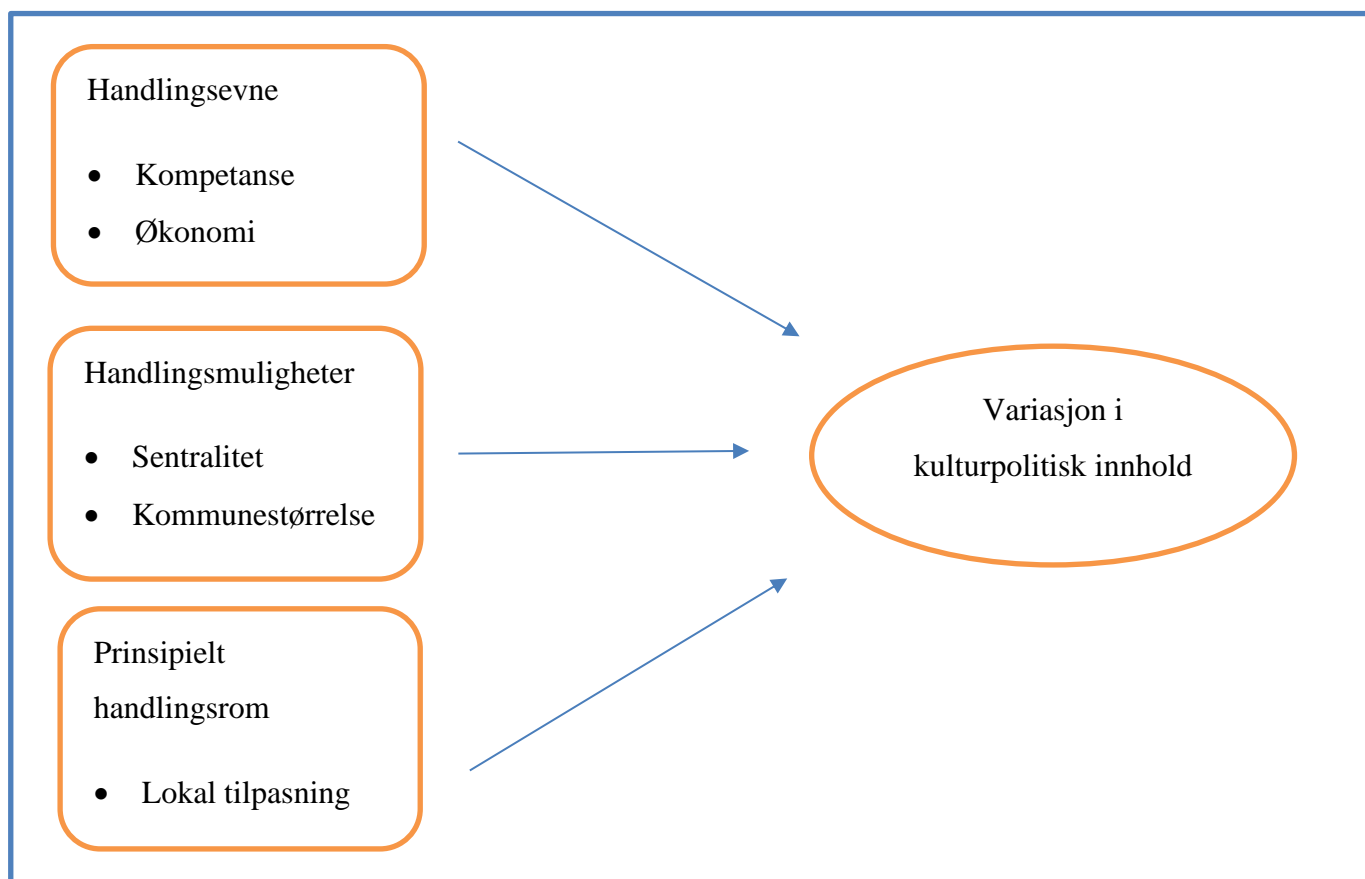 Handlingsevne
• Kompetanse
• Økonomi
Handlingsmuligheter
• Sentralitet
• Kommunestørrelse
Prinsipielt
handlingsrom
• Lokal tilpasning
Variasjon i
kulturpolitisk innhold